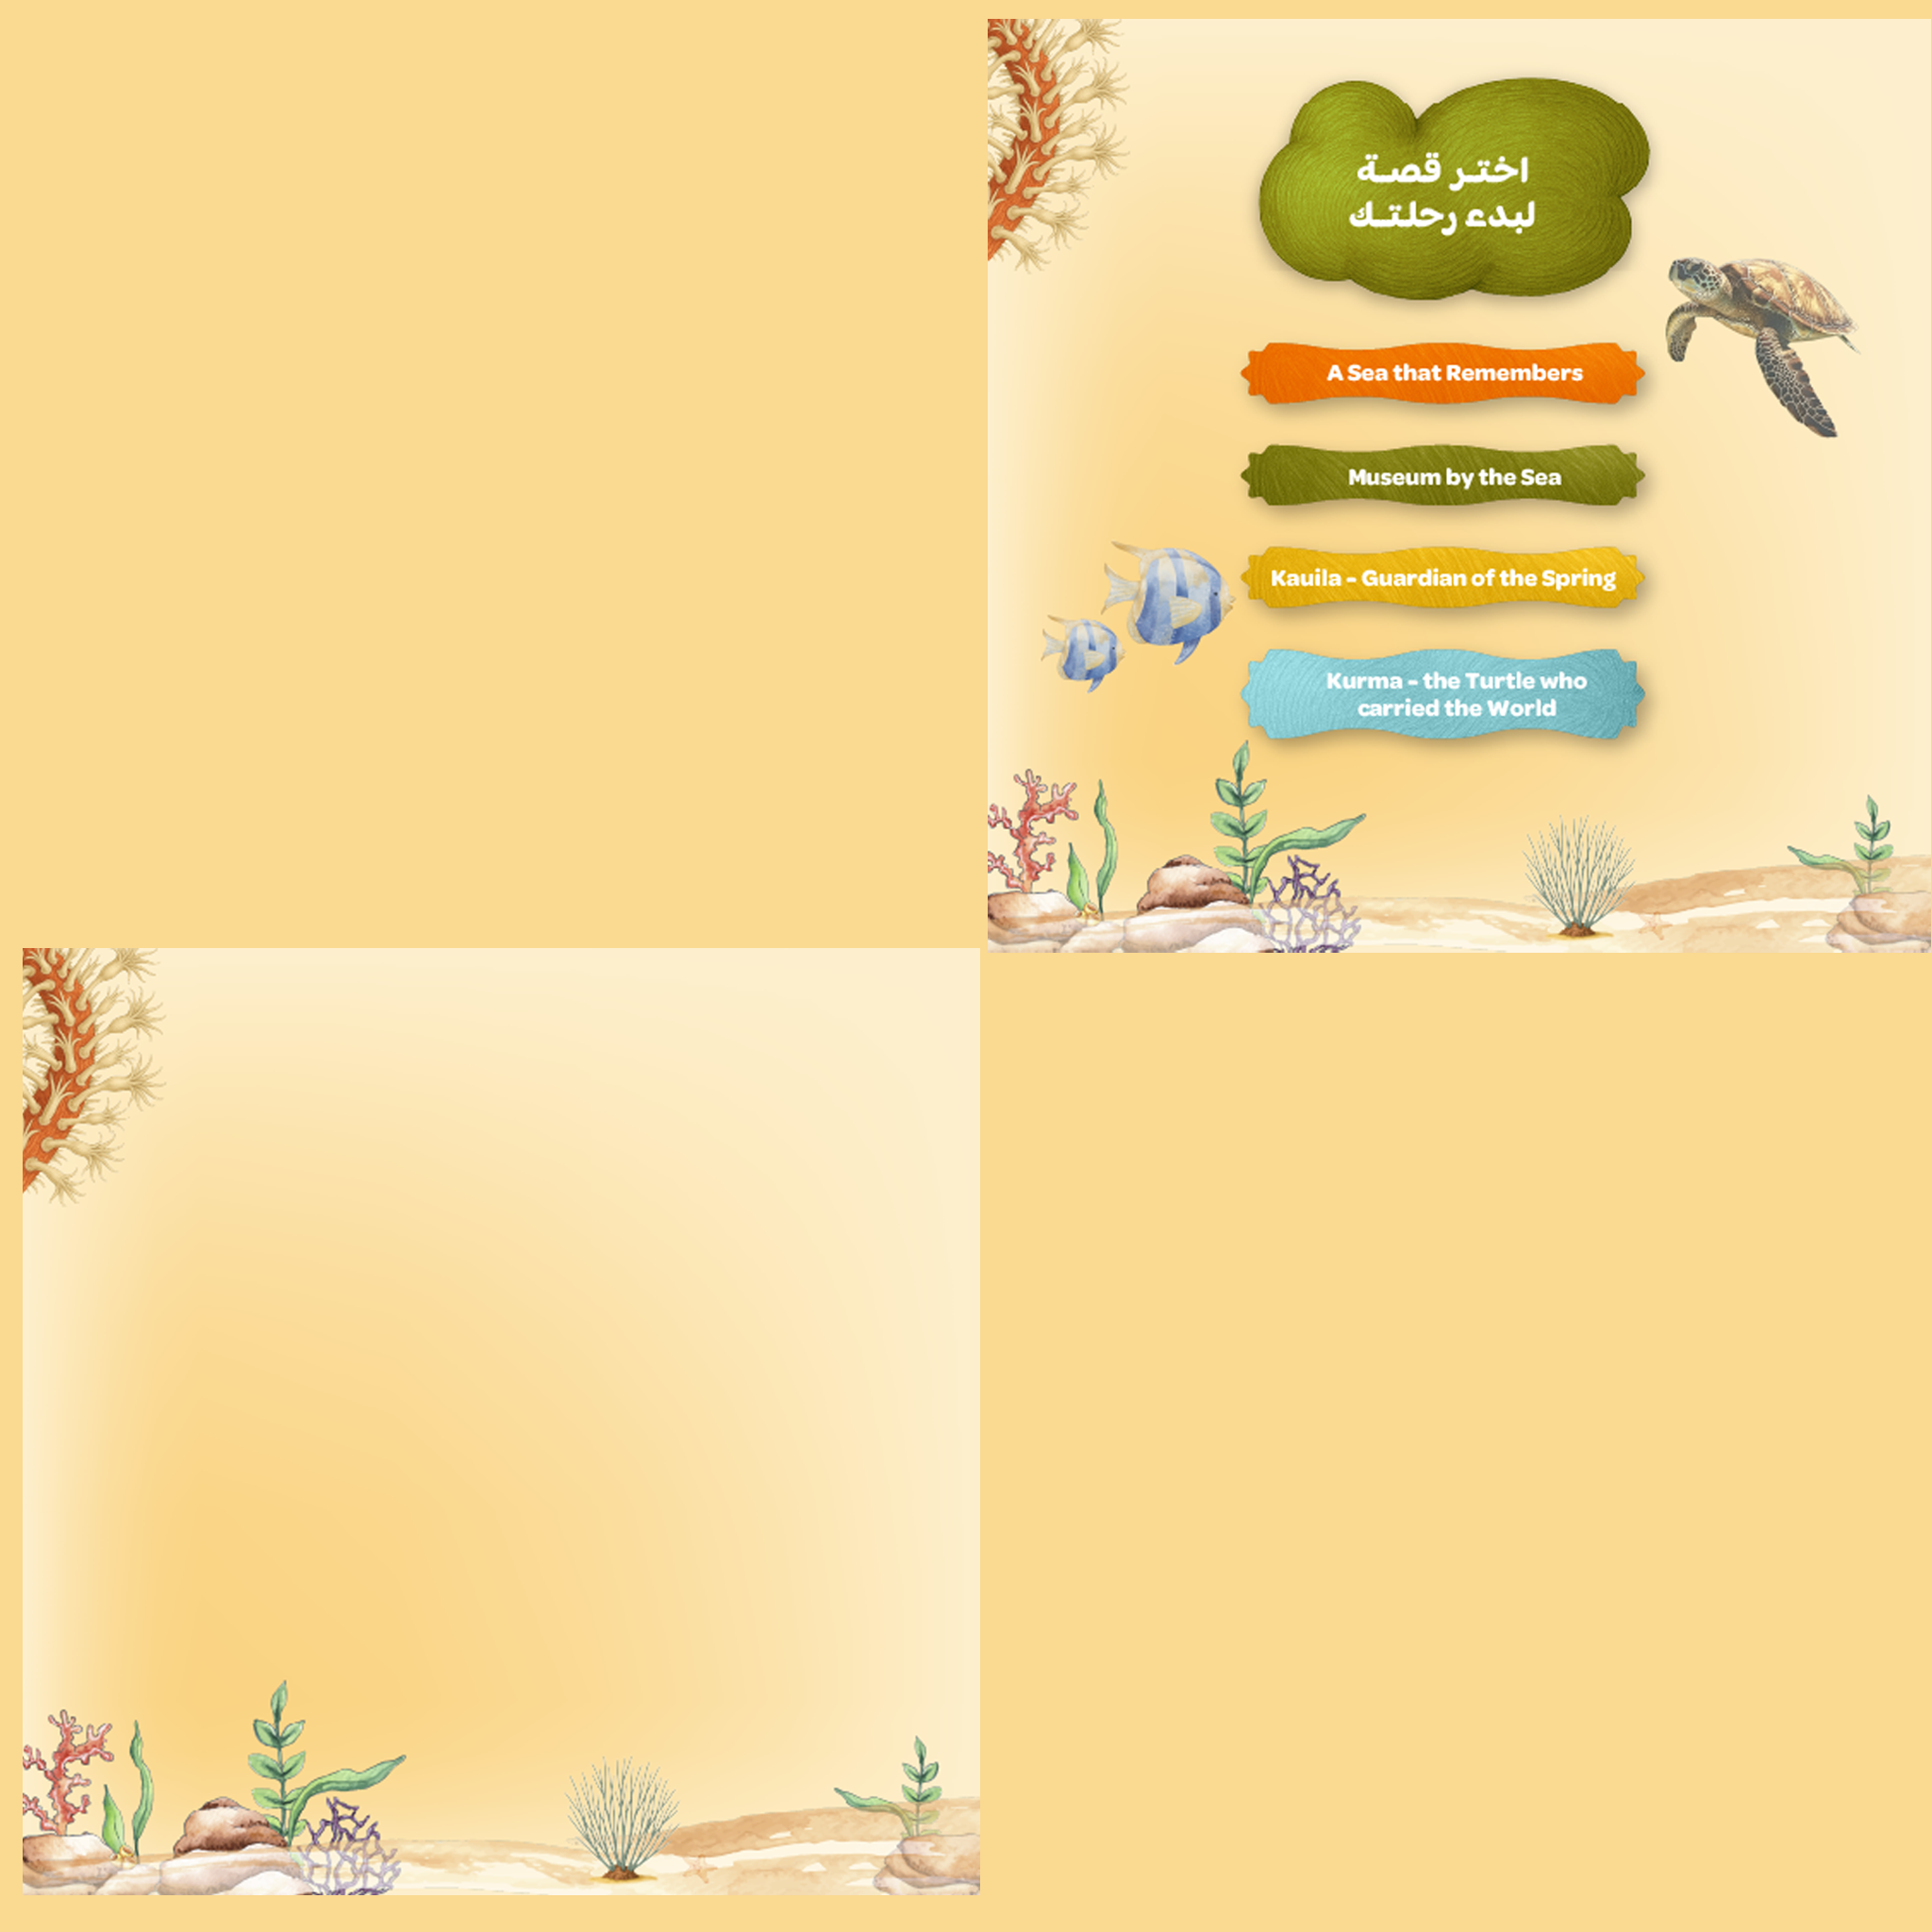 اختر قصة
لبدء رحلتك
A Sea that Remembers
Museum by the Sea
Kauila - Guardian of the Spring
Kurma - the Turtle who
carried the World